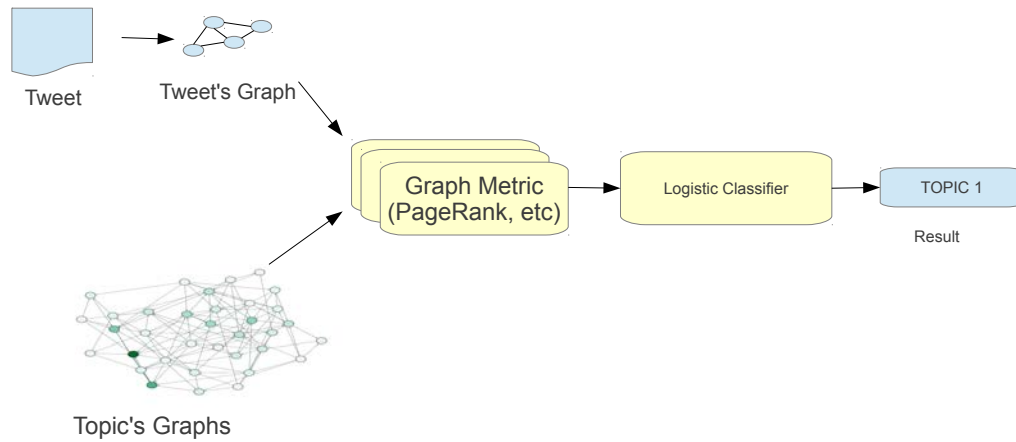 Tweet
Tweet's Graph
Graph Metric
(PageRank, etc)
Logistic Classifier
TOPIC 1
Result
Topic's Graphs